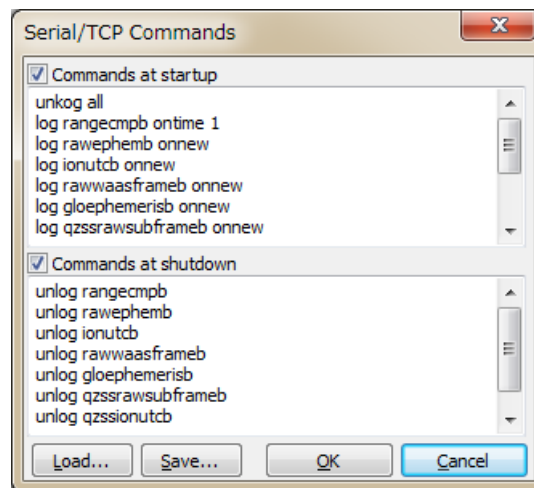 Serial/TCP Commands
Commands at startup
unkog all
log rangecmpb ontime 1
log rawephemb onnew
log ionutcb onnew
log rawwaasframeb onnew
log gloephemerisb onnew
log qzssrawsubframeb onnew
Commands at shutdown
unlog rangecmpb
unlog rawephemb
unlog ionutcb
unlog rawwaasframeb
unlog gloephemerisb
unlog qzssrawsubframeb
unlog qzssionutcb
Load... Save... OK Cancel